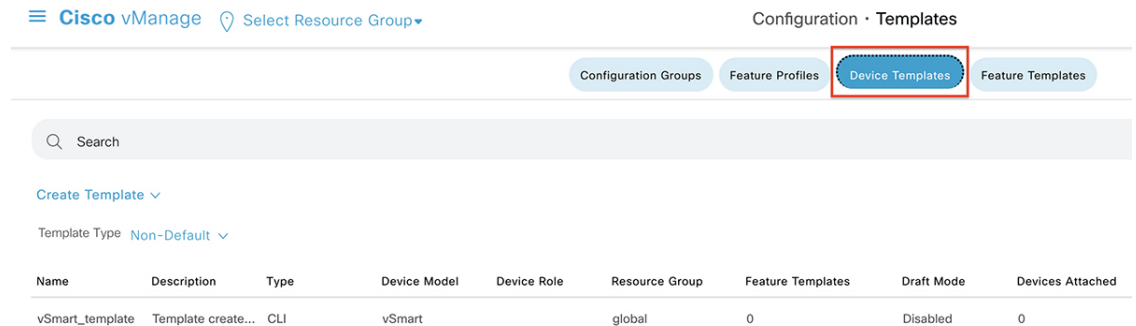 Cisco vManage Select Resource Group Configuration · Templates
Configuration Groups Feature Profiles Device Templates Feature Templates
Search
Create Template
Template Type Non-Default
Name Description Type Device Model Device Role Resource Group Feature Templates Draft Mode Devices Attached
vSmart_template Template create... CLI vSmart global 0 Disabled 0